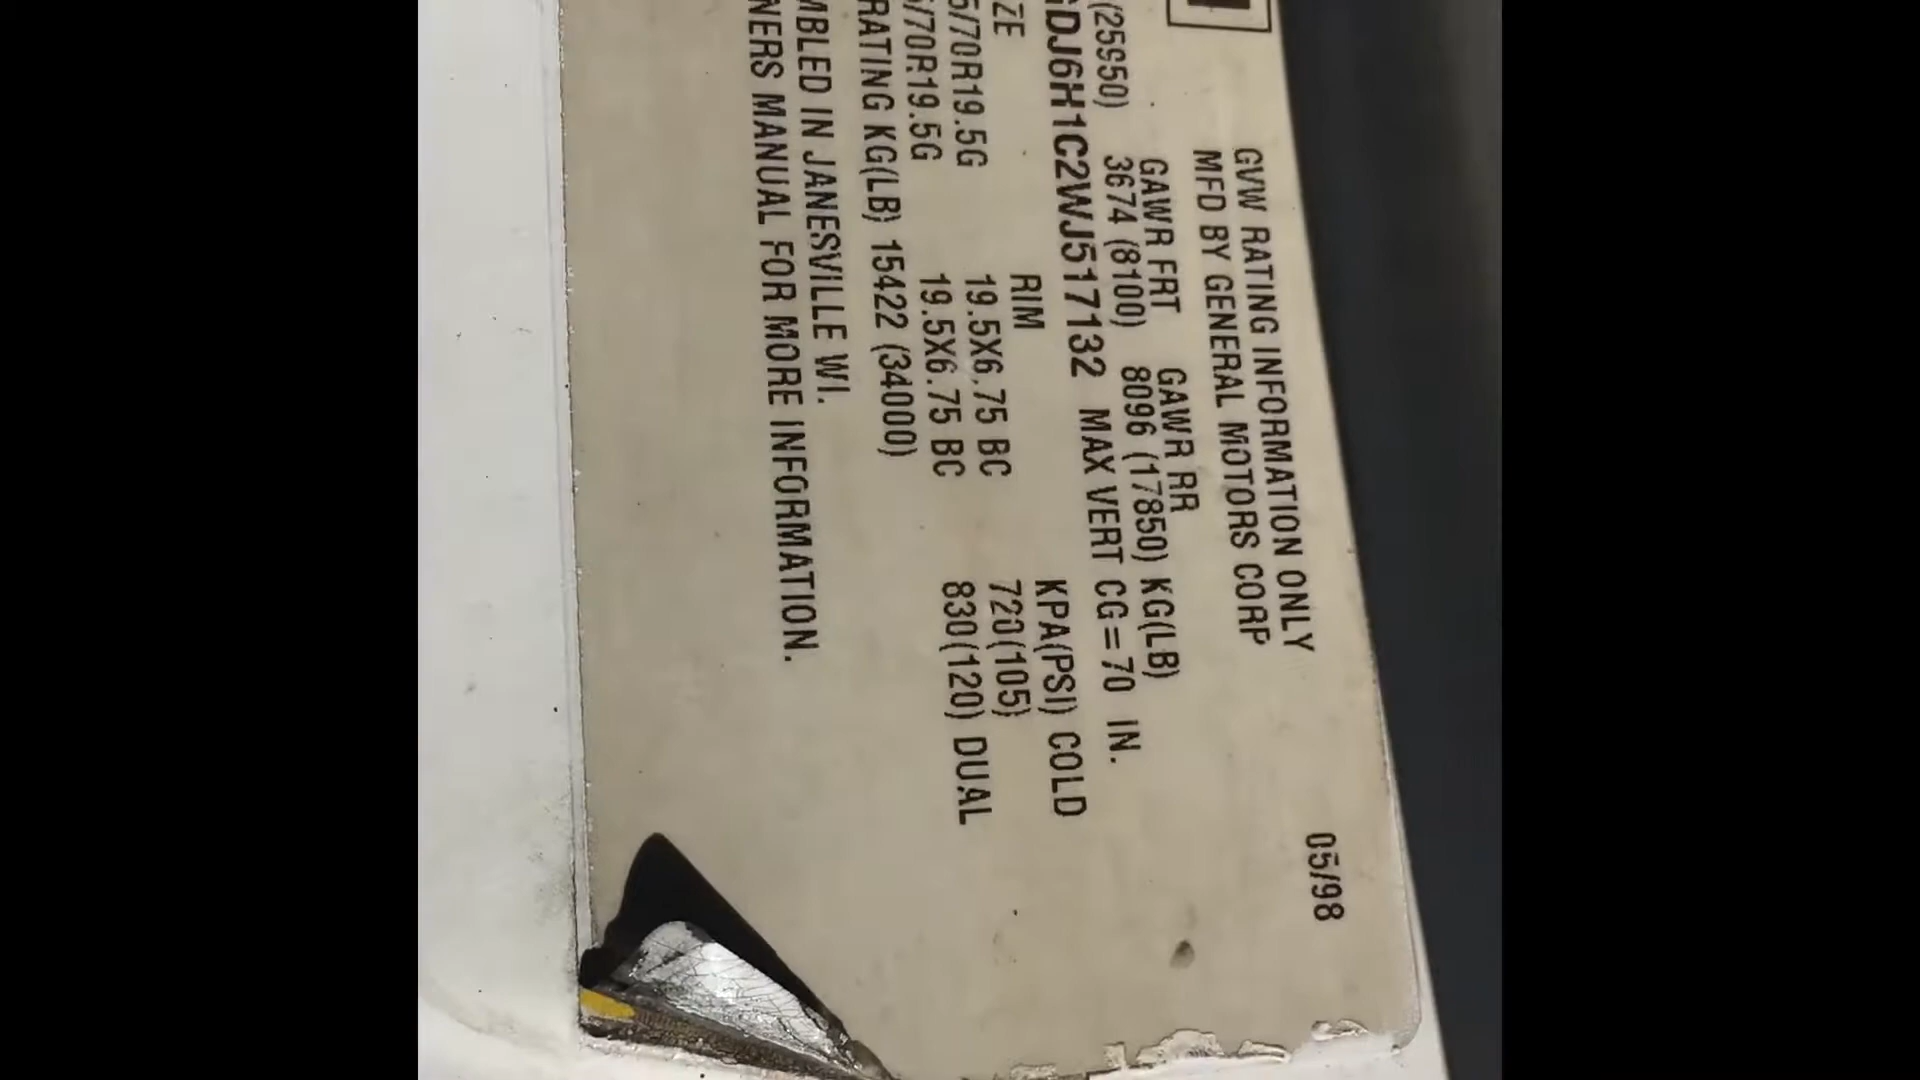 05/98
GVW RATING INFORMATION ONLY
MFD BY GENERAL MOTORS CORP
GAWR FRT GAWR RR
(25950) 3674 (8100) 8096 (17850) KG(LB)
GDJ6H1C2WJ517132 MAX VERT CG=70 IN.
ZE RIM KPA(PSI) COLD
5/70R19.5G 19.5X6.75 BC 720(105)
5/70R19.5G 19.5X6.75 BC 830(120) DUAL
RATING KG(LB) 15422 (34000)
MBLED IN JANESVILLE WI.
NERS MANUAL FOR MORE INFORMATION.